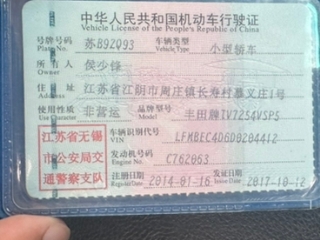 中华人民共和国机动车行驶证
Vehicle License of the People's Republic of China
号牌号码 苏B92093 车辆类型 小型轿车
Plate No. Vehicle Type
所有人 侯少锋
Owner
住址 江苏省江阴市周庄镇长寿村慕义庄1号
Address
使用性质 非营运 品牌型号 丰田牌TV7254VSPS
Use Character Model
江苏省无锡
市公安局交
通警察支队
车辆识别代号
VIN LFMBEC4D6D0204412
发动机号码 C762063
Engine No.
注册日期 2014-01-16 发证日期 2017-10-12
Register Date Issue Date